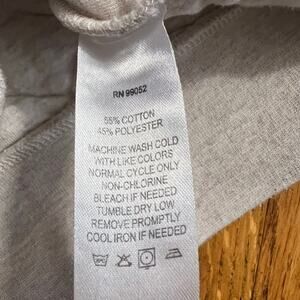 RN 99052
55% COTTON
45% POLYESTER
MACHINE WASH COLD
WITH LIKE COLORS
NORMAL CYCLE ONLY
NON-CHLORINE
BLEACH IF NEEDED
TUMBLE DRY LOW
REMOVE PROMPTLY
COOL IRON IF NEEDED